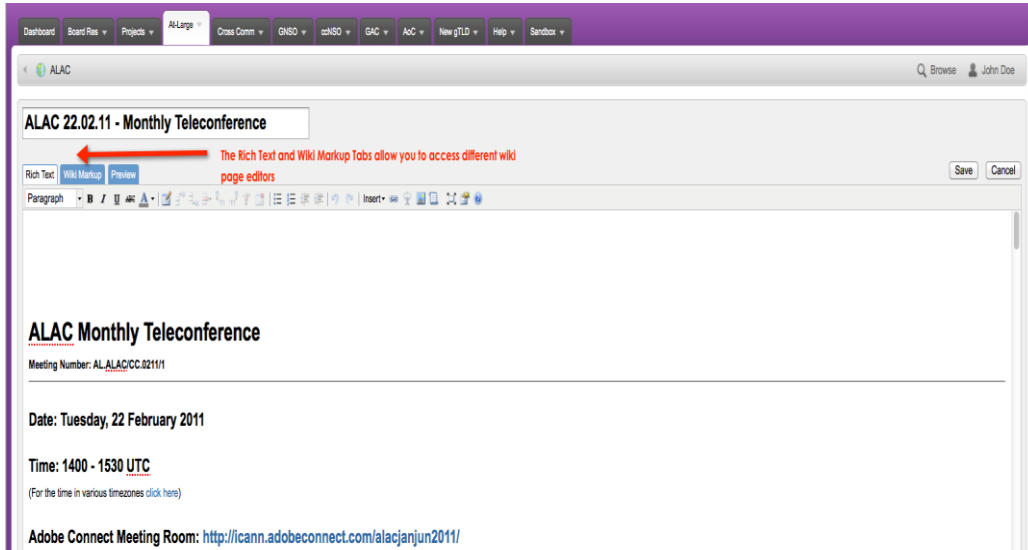 Dashboard Board Res Projects At-Large Cross Comm GNSO ccNSO GAC AoC New gTLD Help Sandbox
ALAC Browse John Doe
ALAC 22.02.11 - Monthly Teleconference
The Rich Text and Wiki Markup Tabs allow you to access different wiki
page editors
Rich Text Wiki Markup Preview Save Cancel
Paragraph B I U ABC A Insert
ALAC Monthly Teleconference
Meeting Number: AL.ALAC/CC.0211/1
Date: Tuesday, 22 February 2011
Time: 1400 - 1530 UTC
(For the time in various timezones click here)
Adobe Connect Meeting Room: http://icann.adobeconnect.com/alacjanjun2011/